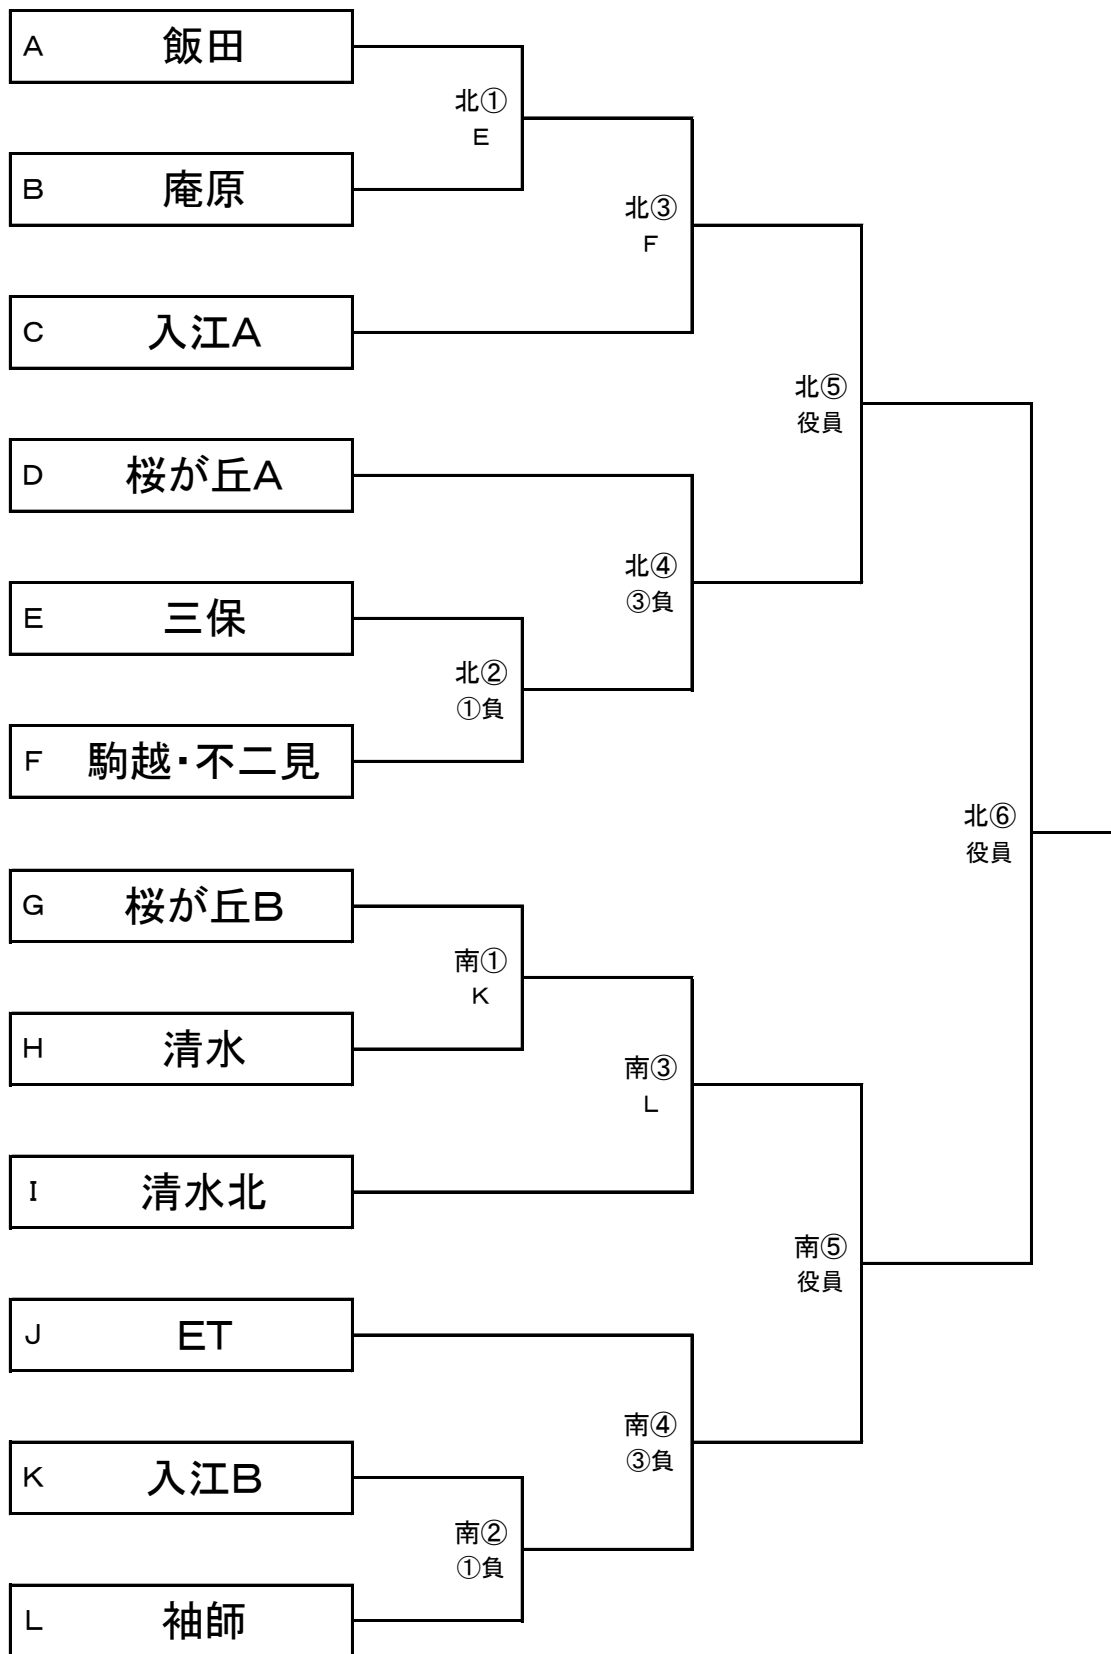 A 飯田
北①
E
B 庵原
北③
F
C 入江A
北⑤
役員
D 桜が丘A
北④
③負
E 三保
北②
①負
F 駒越・不二見
北⑥
役員
G 桜が丘B
南①
K
H 清水
南③
L
I 清水北
南⑤
役員
J ET
南④
③負
K 入江B
南②
①負
L 袖師